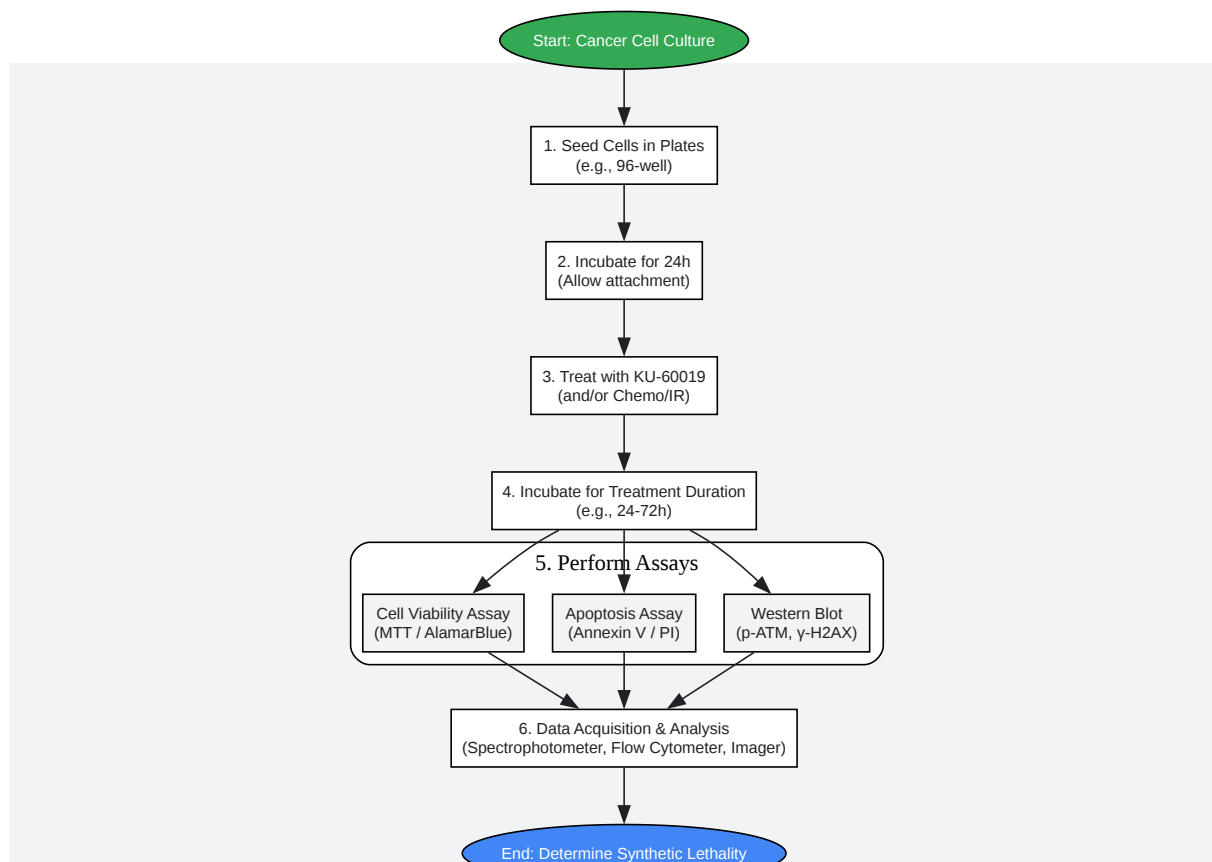 Start: Cancer Cell Culture
1. Seed Cells in Plates
(e.g., 96-well)
2. Incubate for 24h
(Allow attachment)
3. Treat with KU-60019
(and/or Chemo/IR)
4. Incubate for Treatment Duration
(e.g., 24-72h)
5. Perform Assays
Cell Viability Assay
(MTT / AlamarBlue)
Apoptosis Assay
(Annexin V / PI)
Western Blot
(p-ATM, γ-H2AX)
6. Data Acquisition & Analysis
(Spectrophotometer, Flow Cytometer, Imager)
End: Determine Synthetic Lethality